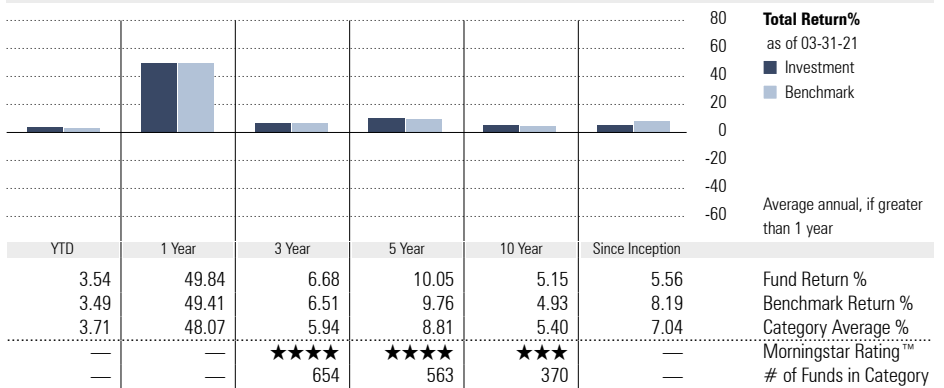 80
60
40
20
0
-20
-40
-60
Total Return%
as of 03-31-21
Investment
Benchmark
Average annual, if greater
than 1 year
YTD 1 Year 3 Year 5 Year 10 Year Since Inception
3.54 49.84 6.68 10.05 5.15 5.56 Fund Return %
3.49 49.41 6.51 9.76 4.93 8.19 Benchmark Return %
3.71 48.07 5.94 8.81 5.40 7.04 Category Average %
— — ★★★★ ★★★★ ★★★ — Morningstar Rating™
— — 654 563 370 — # of Funds in Category